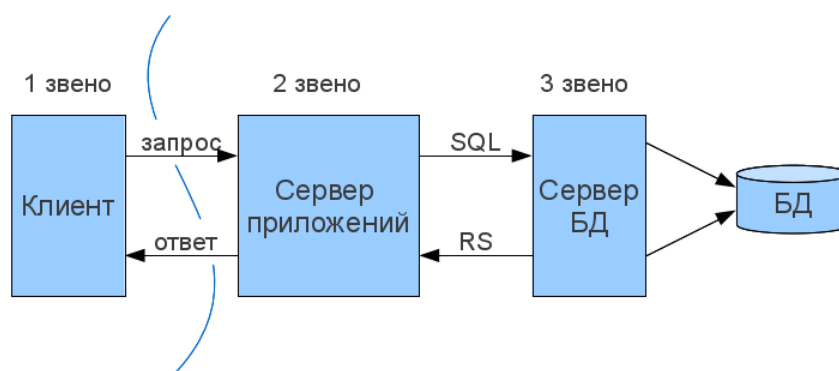 1 звено
2 звено
3 звено
запрос
SQL
Клиент
Сервер
приложений
Сервер
БД
БД
ответ
RS